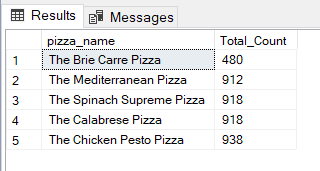 Results Messages
pizza_name Total_Count
1 The Brie Carre Pizza 480
2 The Mediterranean Pizza 912
3 The Spinach Supreme Pizza 918
4 The Calabrese Pizza 918
5 The Chicken Pesto Pizza 938